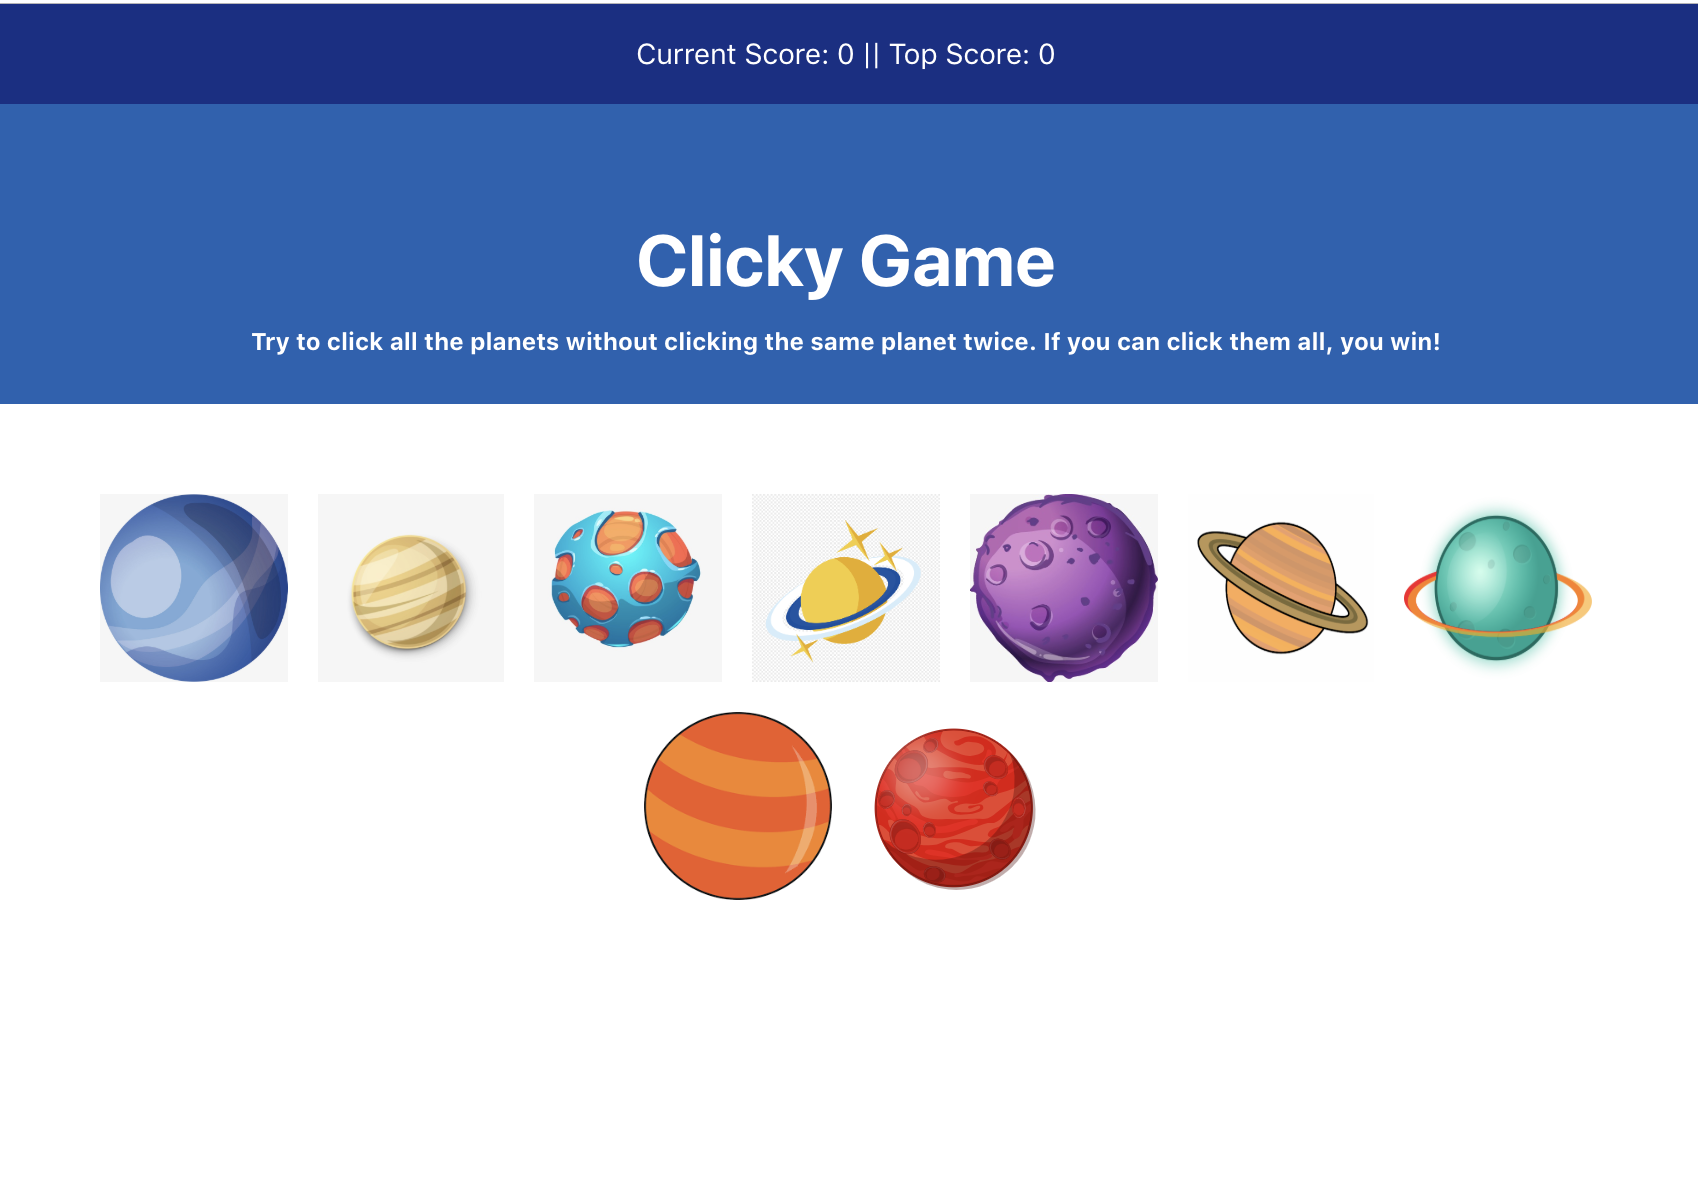 Current Score: 0 || Top Score: 0
Clicky Game
Try to click all the planets without clicking the same planet twice. If you can click them all, you win!